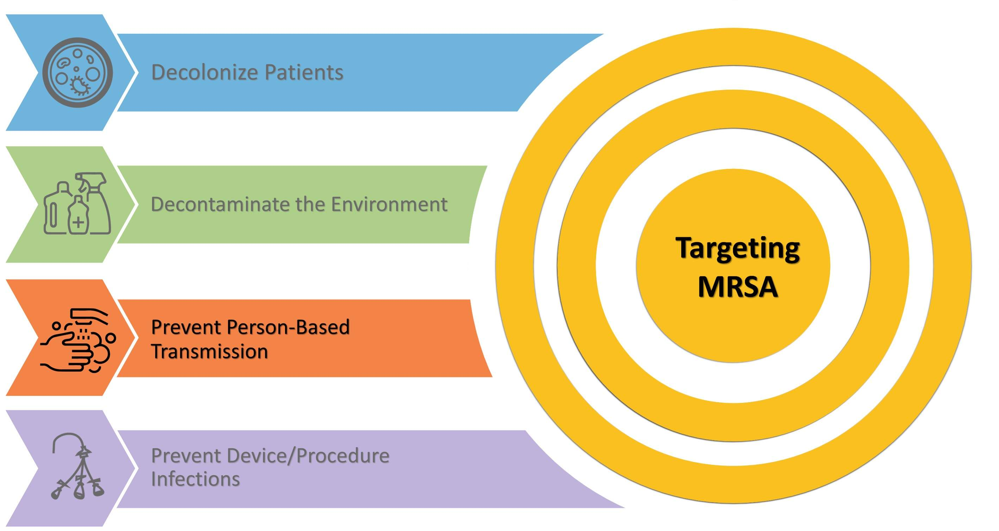 Decolonize Patients
Decontaminate the Environment
Prevent Person-Based
Transmission
Prevent Device/Procedure
Infections
Targeting
MRSA